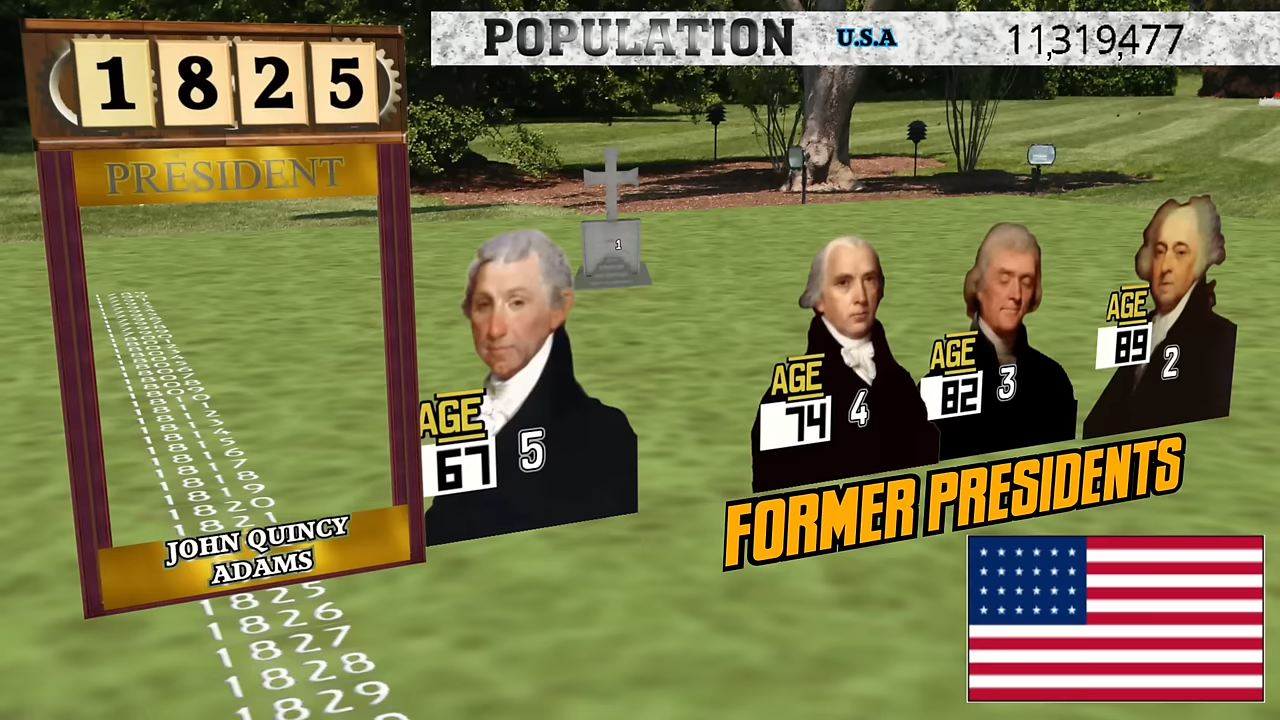 POPULATION U.S.A 11,319,477
1825
PRESIDENT
1
AGE
67
5
AGE
74
4
AGE
82
3
AGE
89
2
FORMER PRESIDENTS
JOHN QUINCY
ADAMS
1825
1826
1827
1828
1829